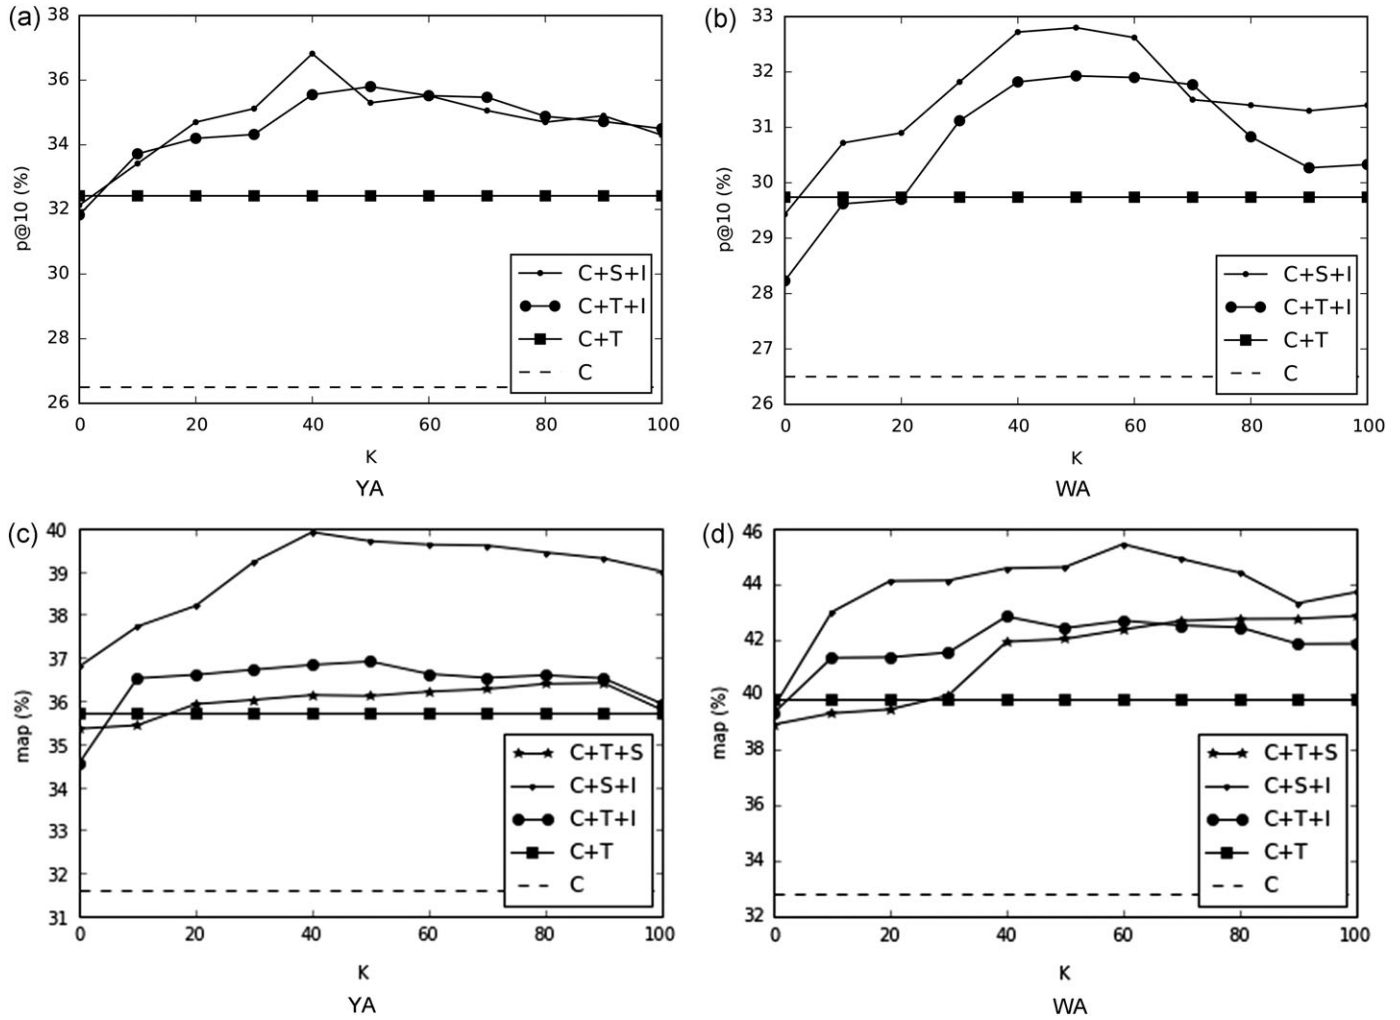 (a)
38
36
34
32
30
28
26
p@10 (%)
C+S+I
C+T+I
C+T
C
0 20 40 60 80 100
K
YA
(b)
33
32
31
30
29
28
27
26
p@10 (%)
C+S+I
C+T+I
C+T
C
0 20 40 60 80 100
K
WA
(c)
40
39
38
37
36
35
34
33
32
31
map (%)
C+T+S
C+S+I
C+T+I
C+T
C
0 20 40 60 80 100
K
YA
(d)
46
44
42
40
38
36
34
32
map (%)
C+T+S
C+S+I
C+T+I
C+T
C
0 20 40 60 80 100
K
WA